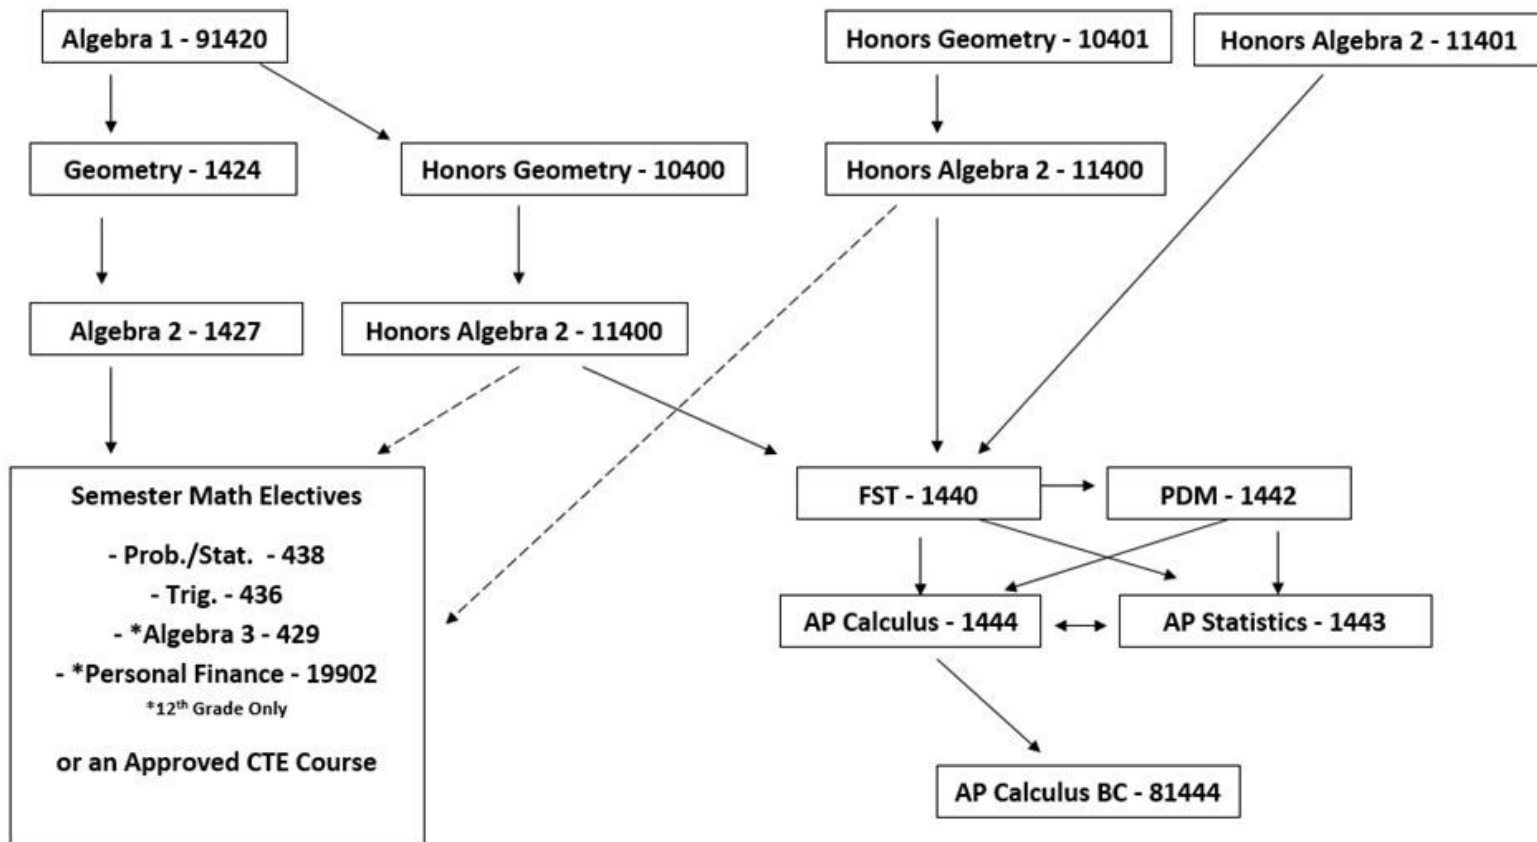 Algebra 1 - 91420
Honors Geometry - 10401
Honors Algebra 2 - 11401
Geometry - 1424
Honors Geometry - 10400
Honors Algebra 2 - 11400
Algebra 2 - 1427
Honors Algebra 2 - 11400
Semester Math Electives
- Prob./Stat.  - 438
- Trig. - 436
- *Algebra 3 - 429
- *Personal Finance - 19902
*12th Grade Only
or an Approved CTE Course
FST - 1440
PDM - 1442
AP Calculus - 1444
AP Statistics - 1443
AP Calculus BC - 81444